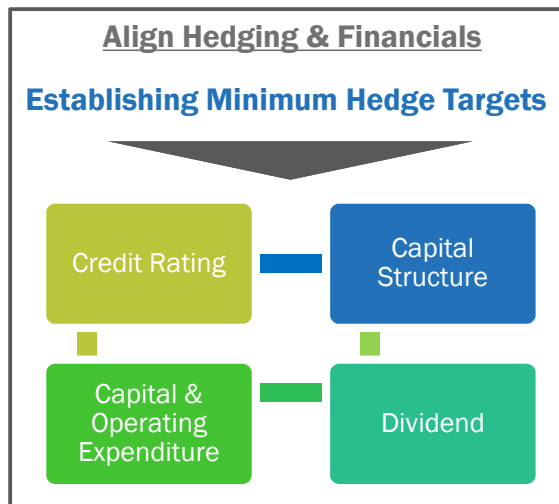 Align Hedging & Financials
Establishing Minimum Hedge Targets
Credit Rating
Capital
Structure
Capital &
Operating
Expenditure
Dividend